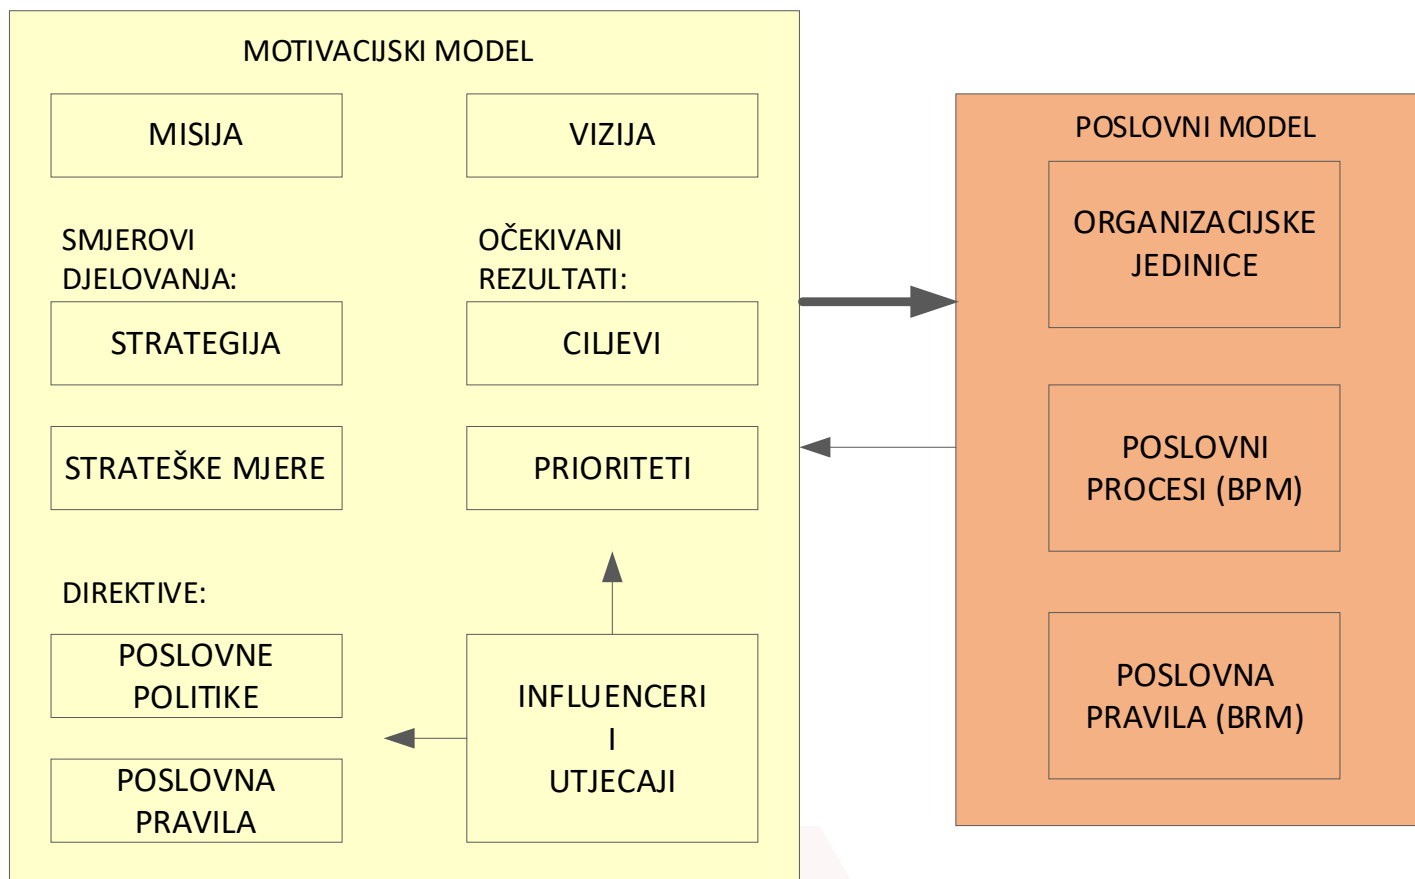 MOTIVACIJSKI MODEL
MISIJA
VIZIJA
SMJEROVI
DJELOVANJA:
OČEKIVANI
REZULTATI:
STRATEGIJA
CILJEVI
STRATEŠKE MJERE
PRIORITETI
DIREKTIVE:
POSLOVNE
POLITIKE
POSLOVNA
PRAVILA
INFLUENCERI
I
UTJECAJI
POSLOVNI MODEL
ORGANIZACIJSKE
JEDINICE
POSLOVNI
PROCESI (BPM)
POSLOVNA
PRAVILA (BRM)